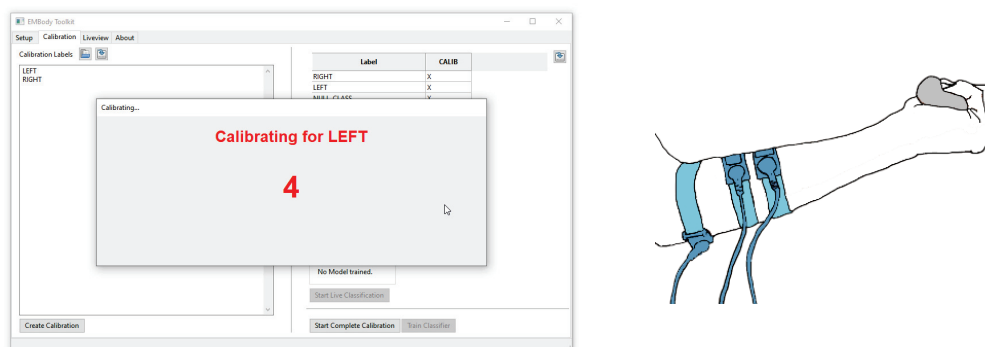 EMBody Toolkit
Setup Calibration Liveview About
Calibration Labels
LEFT
RIGHT
Label CALIB
RIGHT X
LEFT X
NULL_CLASS X
Calibrating...
Calibrating for LEFT
4
No Model trained.
Start Live Classification
Create Calibration
Start Complete Calibration Train Classifier